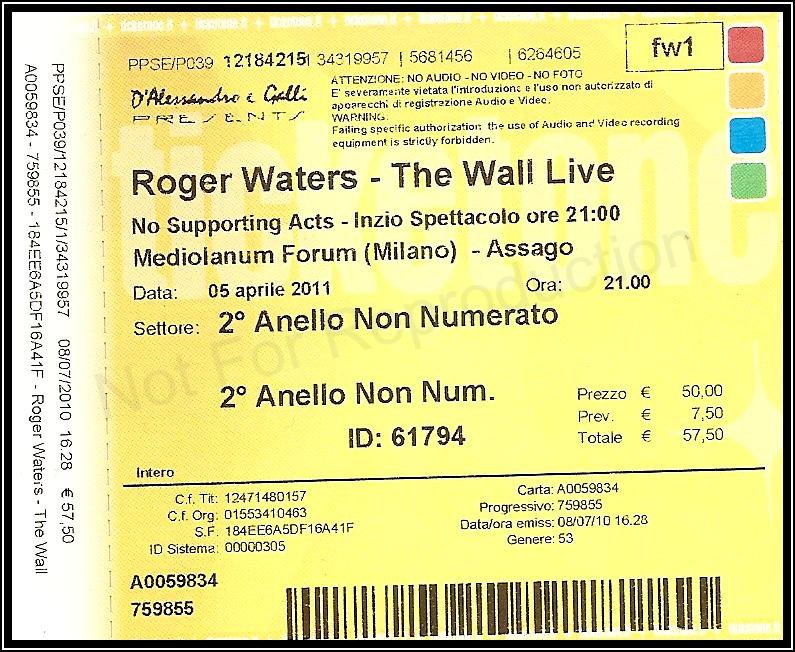 PPSE/P039 12184215| 34319957 | 5681456 | 6264605
fw1
D'Alessandro e Galli
PRESENTS
ATTENZIONE: NO AUDIO - NO VIDEO - NO FOTO
E' severamente vietata l'introduzione e l'uso non autorizzato di
apparecchi di registrazione Audio e Video.
WARNING:
Failing specific authorization the use of Audio and Video recording
equipment is strictly forbidden.
Roger Waters - The Wall Live
No Supporting Acts - Inzio Spettacolo ore 21:00
Mediolanum Forum (Milano) - Assago
Data: 05 aprile 2011 Ora: 21.00
Settore: 2° Anello Non Numerato
2° Anello Non Num.
ID: 61794
Prezzo € 50,00
Prev. € 7,50
Totale € 57,50
Intero
C.f. Tit: 12471480157
C.f. Org: 01553410463
S.F. 184EE6A5DF16A41F
ID Sistema: 00000305
Carta: A0059834
Progressivo: 759855
Data/ora emiss: 08/07/10 16.28
Genere: 53
A0059834
759855
PPSE/P039/12184215/1/34319957 08/07/2010 16.28 € 57,50
A0059834 - 759855 - 184EE6A5DF16A41F - Roger Waters - The Wall
Not For Reproduction
ticketone
ticketone.it